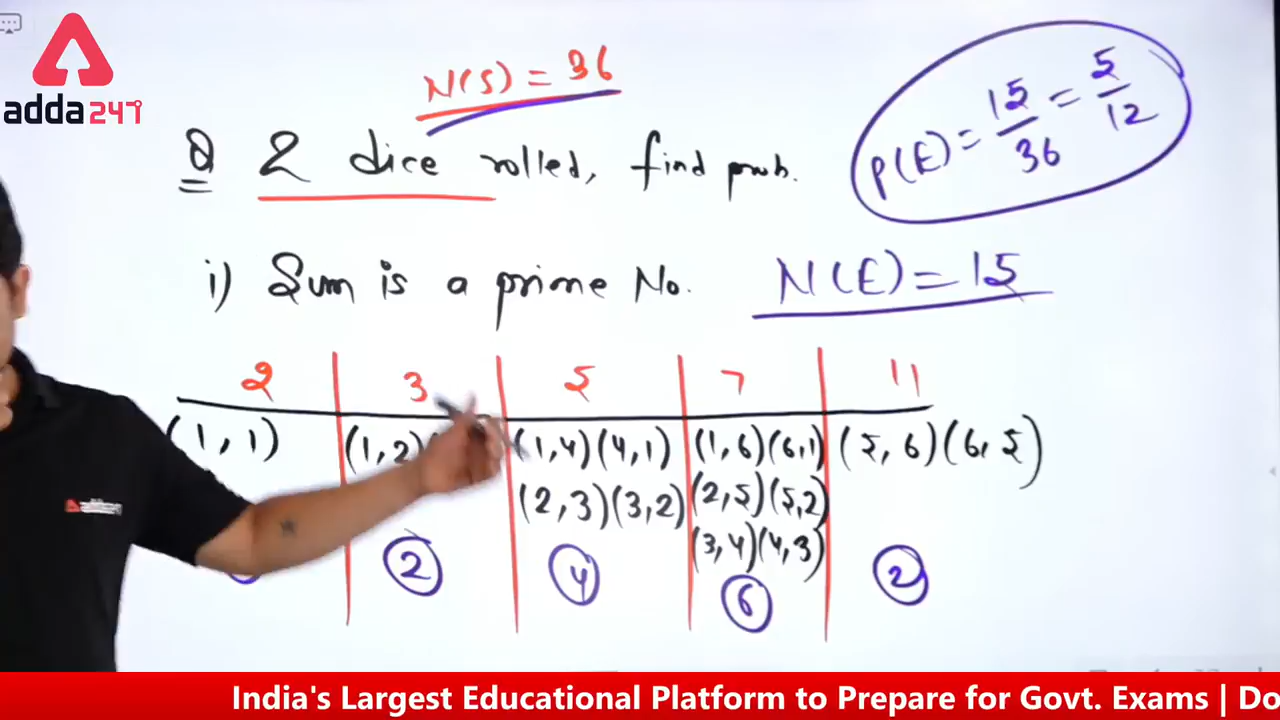 adda247
N(S) = 36
P(E) = 15/36 = 5/12
Q 2 dice rolled, find prob.
i) Sum is a prime No. N(E) = 15
2 3 5 7 11
(1,1) (1,2) (1,4)(4,1) (1,6)(6,1) (5,6)(6,5)
(2,3)(3,2) (2,5)(5,2)
(3,4)(4,3)
2 4 6 2
adda247
India's Largest Educational Platform to Prepare for Govt. Exams | Do